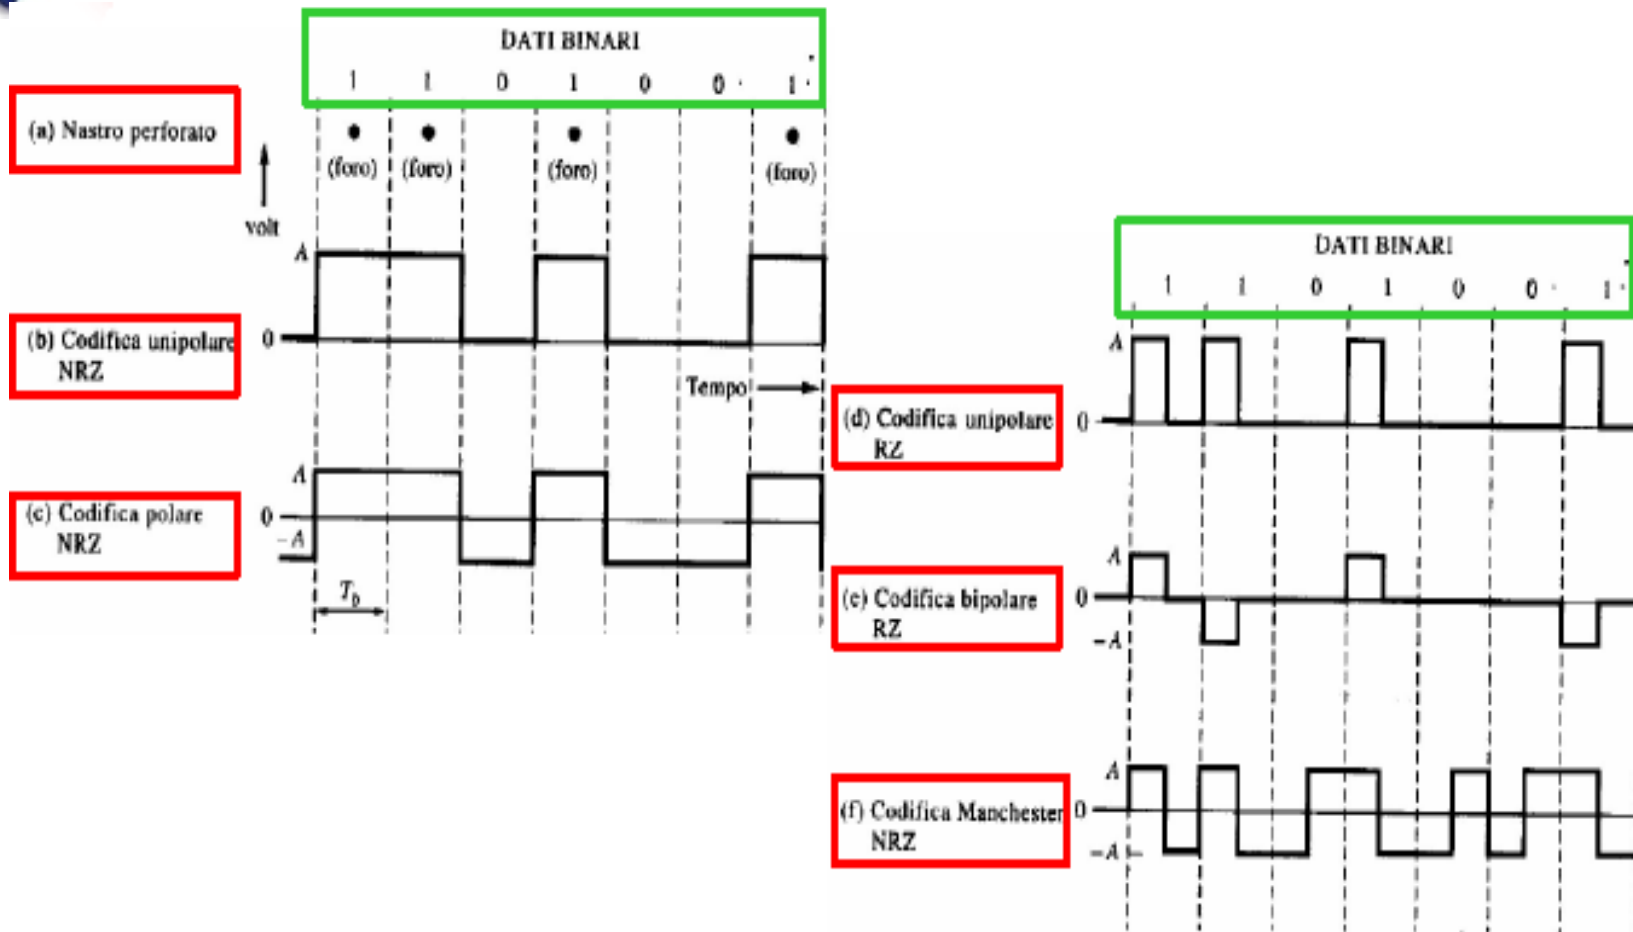 DATI BINARI
1 1 0 1 0 0 1
(a) Nastro perforato
(foro) (foro) (foro) (foro)
volt
A
(b) Codifica unipolare
NRZ
0
Tempo
A
(c) Codifica polare
NRZ
0
-A
Tb
DATI BINARI
1 1 0 1 0 0 1
A
(d) Codifica unipolare
RZ
0
A
(e) Codifica bipolare
RZ
0
-A
A
(f) Codifica Manchester
NRZ
0
-A